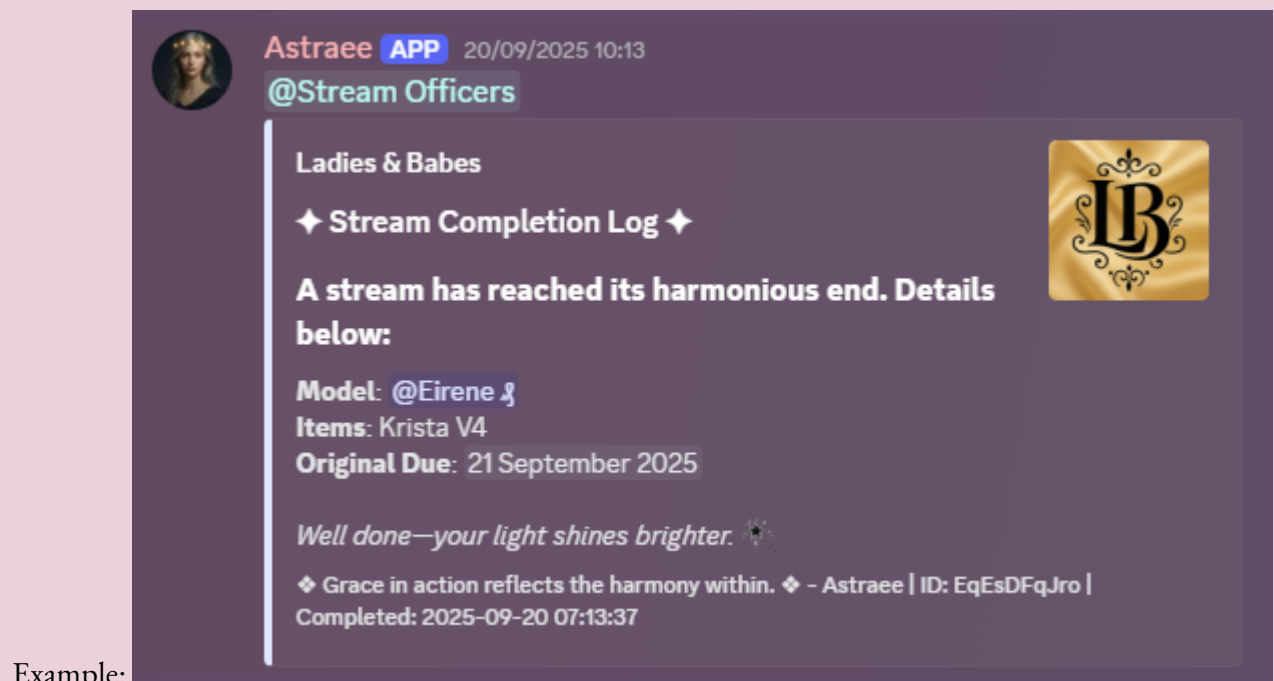 Astraee APP 20/09/2025 10:13
@Stream Officers
Ladies & Babes
✦ Stream Completion Log ✦
LB
A stream has reached its harmonious end. Details
below:
Model: @Eirene
Items: Krista V4
Original Due: 21 September 2025
Well done—your light shines brighter.
❖ Grace in action reflects the harmony within. ❖ - Astraee | ID: EqEsDFqJro |
Completed: 2025-09-20 07:13:37
Example: